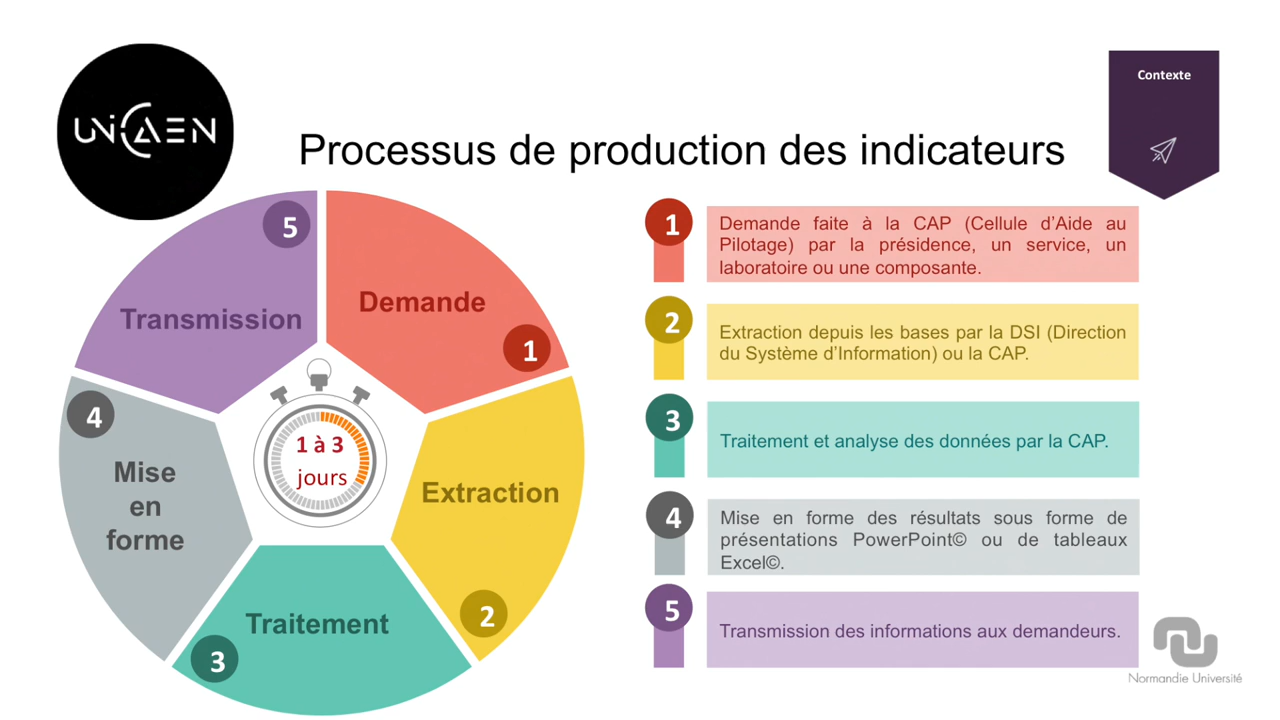 UNICAEN
Contexte
Processus de production des indicateurs
5
Transmission
Demande
1
4
Mise
en
forme
1 à 3
jours
Extraction
2
Traitement
3
1
Demande faite à la CAP (Cellule d'Aide au
Pilotage) par la présidence, un service, un
laboratoire ou une composante.
2
Extraction depuis les bases par la DSI (Direction
du Système d'Information) ou la CAP.
3
Traitement et analyse des données par la CAP.
4
Mise en forme des résultats sous forme de
présentations PowerPoint© ou de tableaux
Excel©.
5
Transmission des informations aux demandeurs.
Normandie Université